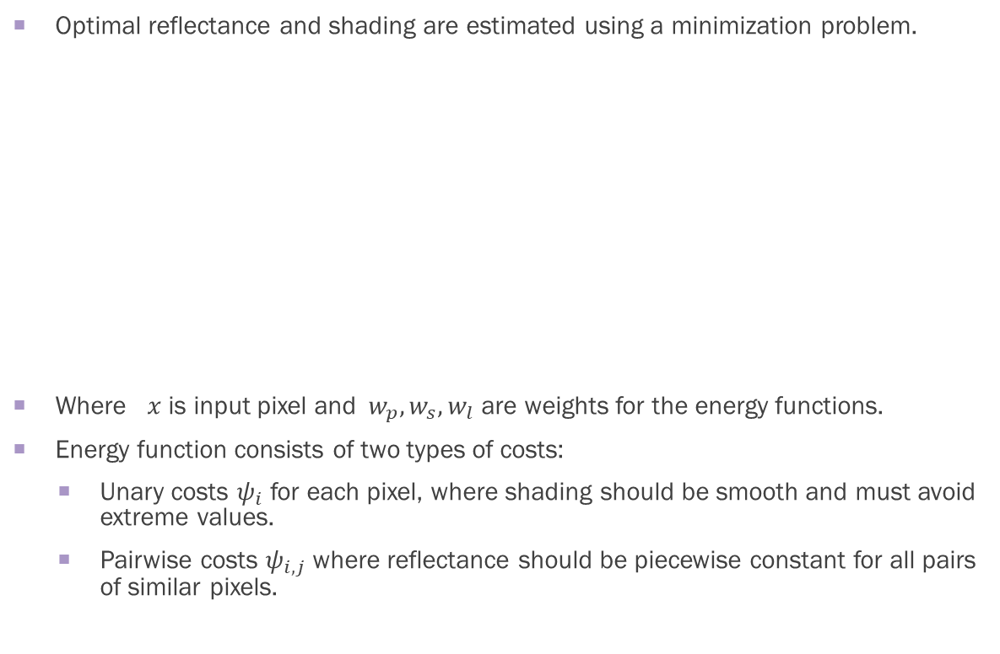 Optimal reflectance and shading are estimated using a minimization problem.
Where x is input pixel and w_p, w_s, w_l are weights for the energy functions.
Energy function consists of two types of costs:
Unary costs ψ_i for each pixel, where shading should be smooth and must avoid
extreme values.
Pairwise costs ψ_{i,j} where reflectance should be piecewise constant for all pairs
of similar pixels.